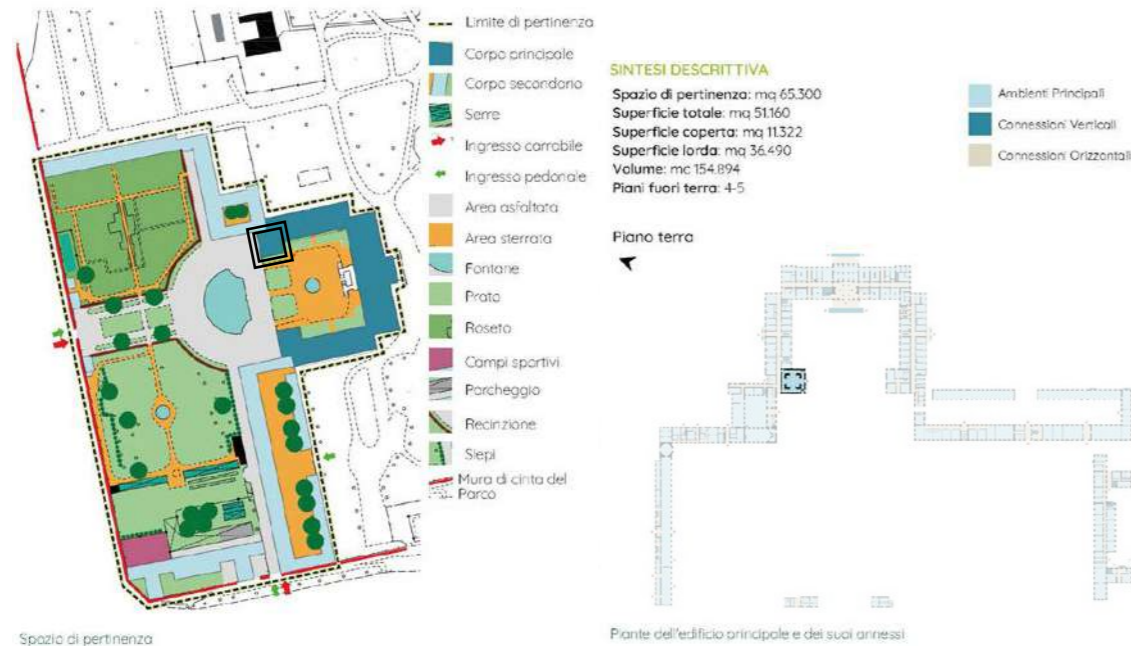 Limite di pertinenza
Corpo principale
Corpo secondario
Serre
Ingresso carrabile
Ingresso pedonale
Area asfaltata
Area sterrata
Fontane
Prato
Roseto
Campi sportivi
Parcheggio
Recinzione
Siepi
Mura di cinta del
Parco
Spazio di pertinenza
SINTESI DESCRITTIVA
Spazio di pertinenza: mq 65.300
Superficie totale: mq 51.160
Superficie coperta: mq 11.322
Superficie lorda: mq 36.490
Volume: mc 154.894
Piani fuori terra: 4-5
Ambienti Principali
Connessioni Verticali
Connessioni Orizzontali
Piano terra
Piante dell'edificio principale e dei suoi annessi